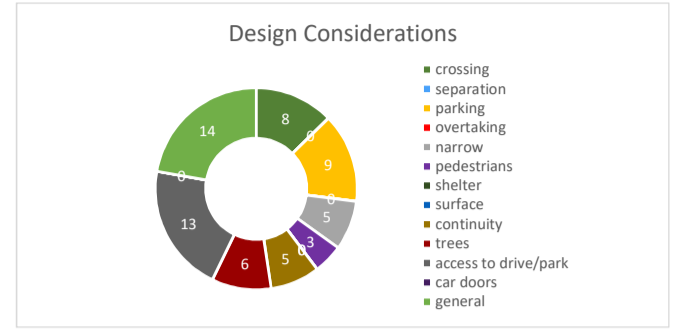 Design Considerations
crossing
separation
parking
overtaking
narrow
pedestrians
shelter
surface
continuity
trees
access to drive/park
car doors
general
8
0
9
0
5
3
0
5
6
13
0
14